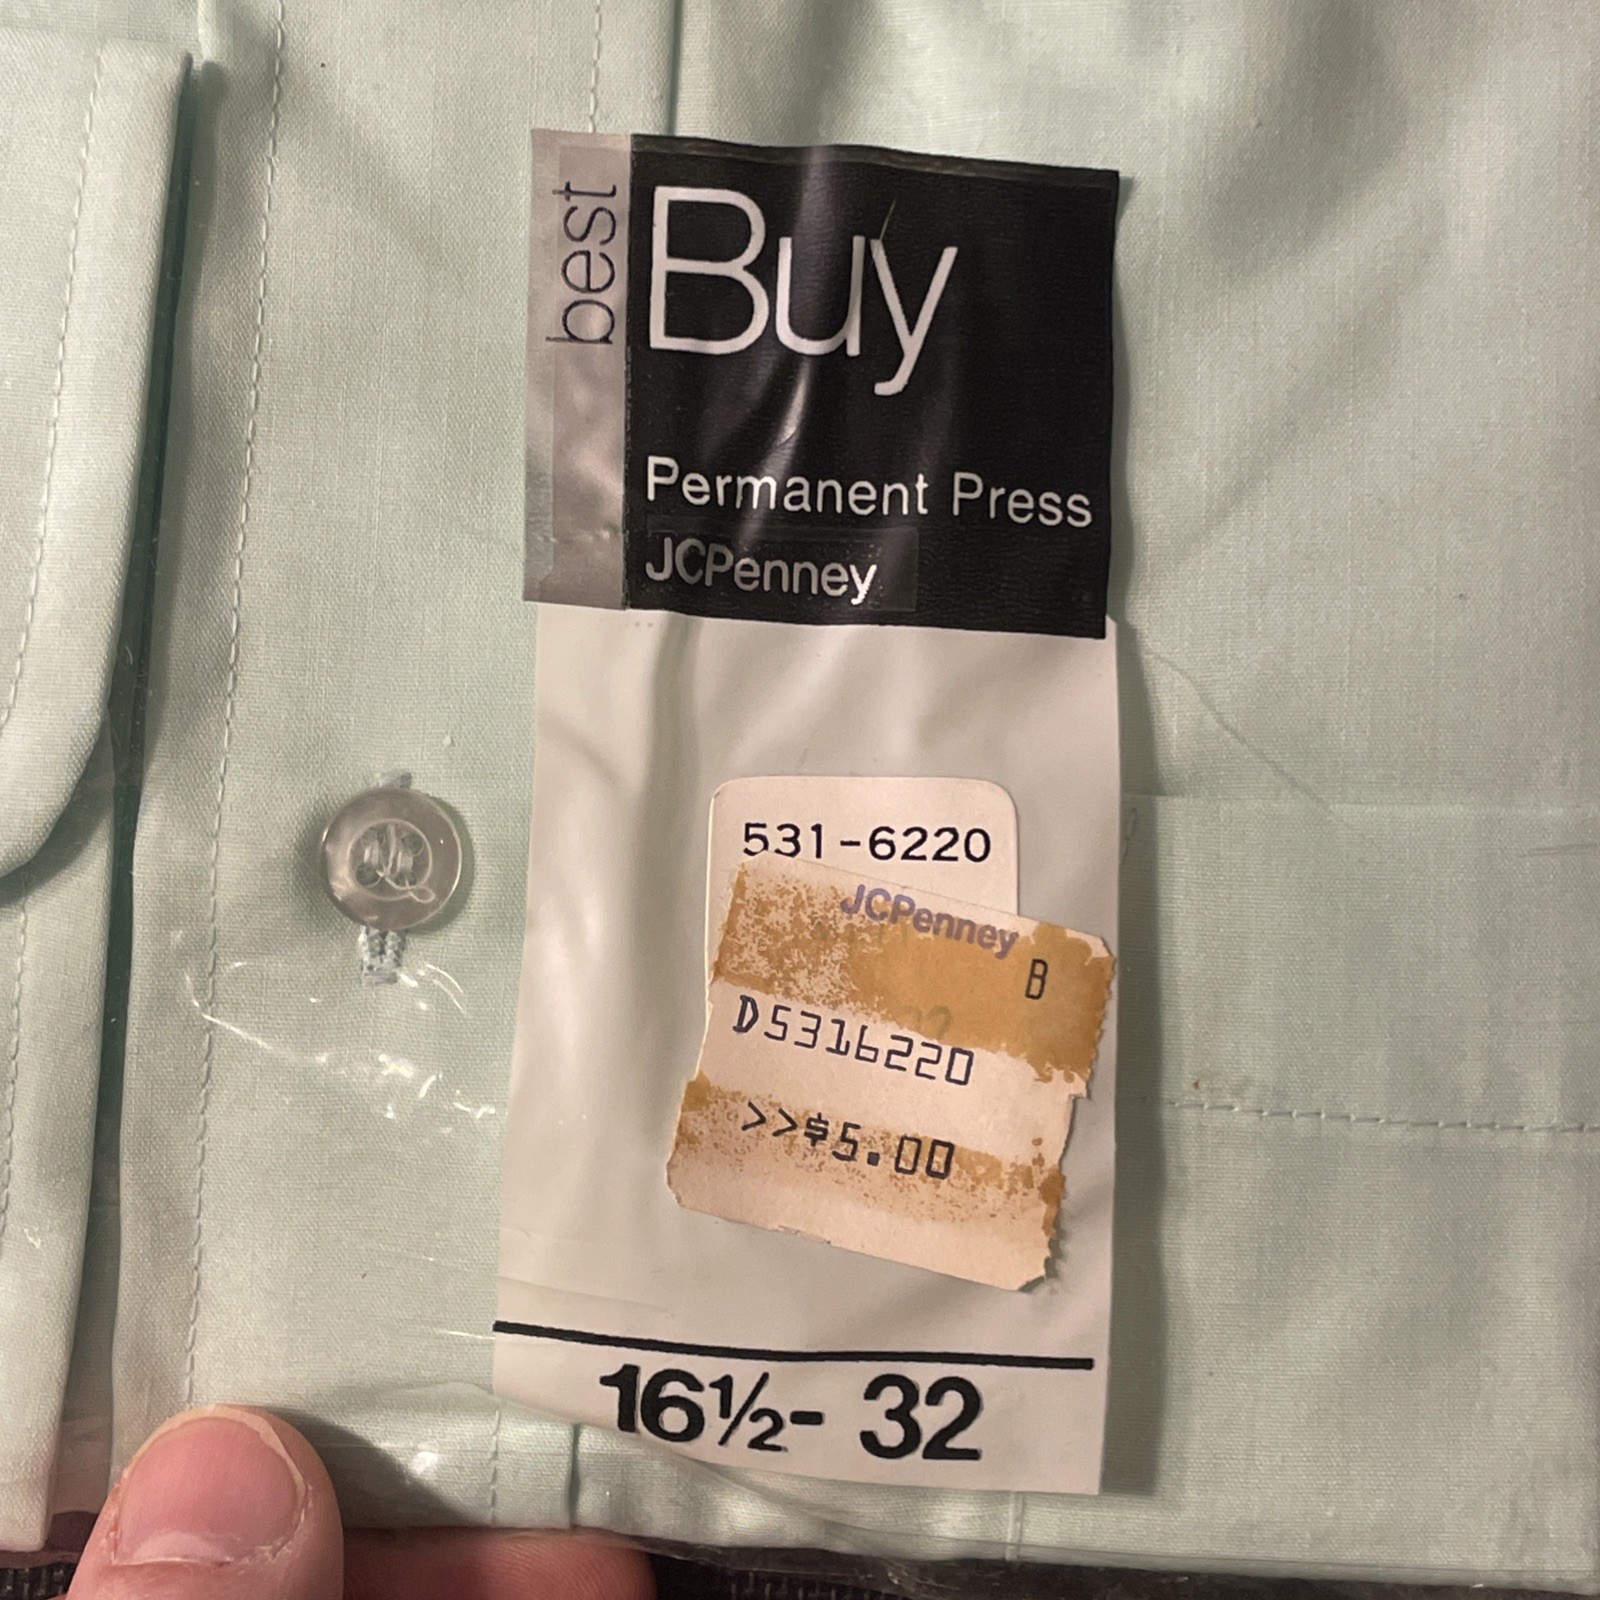 best
Buy
Permanent Press
JCPenney
531-6220
JCPenney
B
D5316220
>>$5.00
16½- 32